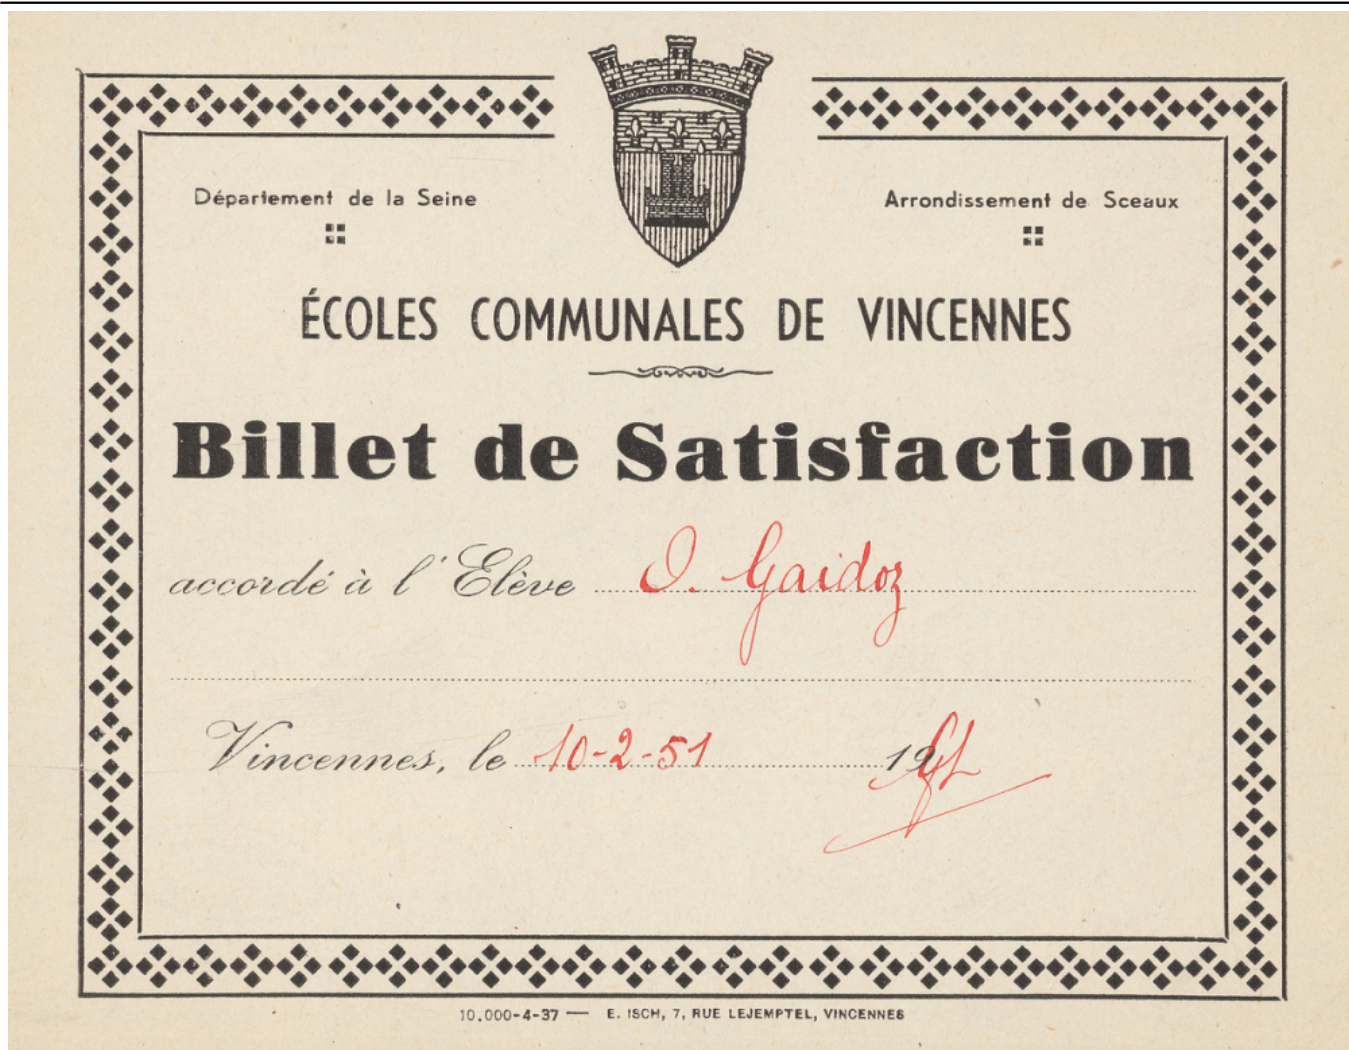 Département de la Seine
Arrondissement de Sceaux
ÉCOLES COMMUNALES DE VINCENNES
Billet de Satisfaction
accordé à l'Elève O. Gaidoz
Vincennes, le 10-2-51 19
10.000-4-37 — E. ISCH, 7, RUE LEJEMPTEL, VINCENNES